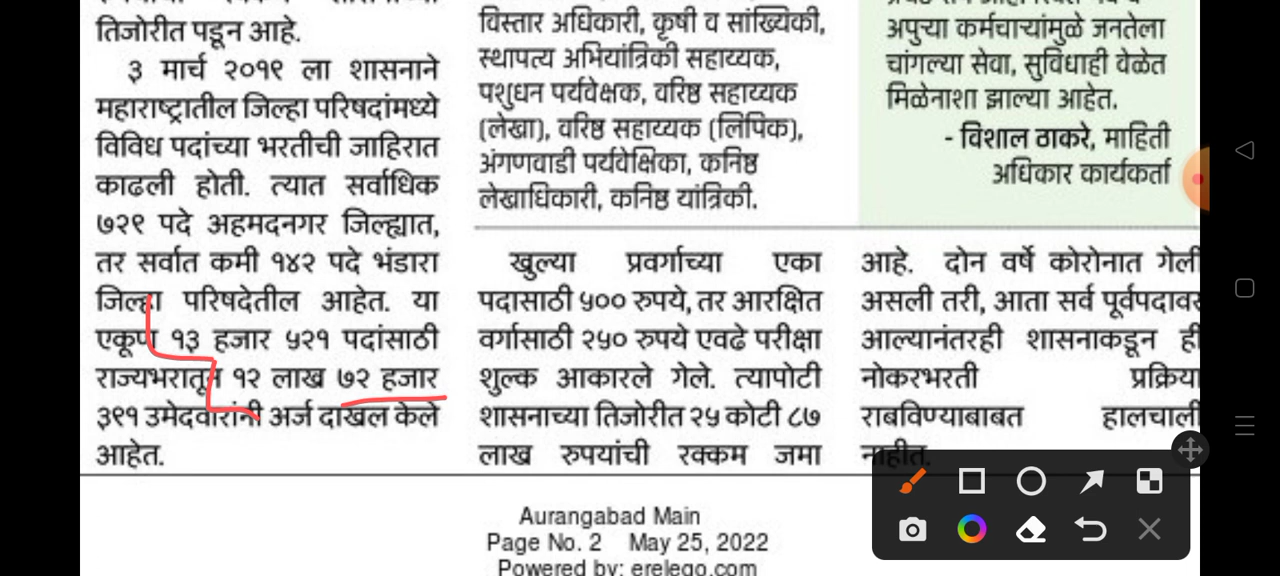 तिजोरीत पडून आहे.
३ मार्च २०१९ ला शासनाने
महाराष्ट्रातील जिल्हा परिषदांमध्ये
विविध पदांच्या भरतीची जाहिरात
काढली होती. त्यात सर्वाधिक
७२९ पदे अहमदनगर जिल्ह्यात,
तर सर्वात कमी १४२ पदे भंडारा
जिल्हा परिषदेतील आहेत. या
एकूण १३ हजार ५२१ पदांसाठी
राज्यभरातून १२ लाख ७२ हजार
३९१ उमेदवारांनी अर्ज दाखल केले
आहेत.
विस्तार अधिकारी, कृषी व सांख्यिकी,
स्थापत्य अभियांत्रिकी सहाय्यक,
पशुधन पर्यवेक्षक, वरिष्ठ सहाय्यक
(लेखा), वरिष्ठ सहाय्यक (लिपिक),
अंगणवाडी पर्यवेक्षिका, कनिष्ठ
लेखाधिकारी, कनिष्ठ यांत्रिकी.
खुल्या प्रवर्गाच्या एका
पदासाठी ५०० रुपये, तर आरक्षित
वर्गासाठी २५० रुपये एवढे परीक्षा
शुल्क आकारले गेले. त्यापोटी
शासनाच्या तिजोरीत २५ कोटी ८७
लाख रुपयांची रक्कम जमा
अपुऱ्या कर्मचाऱ्यांमुळे जनतेला
चांगल्या सेवा, सुविधाही वेळेत
मिळेनाशा झाल्या आहेत.
- विशाल ठाकरे, माहिती
अधिकार कार्यकर्ता
आहे. दोन वर्षे कोरोनात गेली
असली तरी, आता सर्व पूर्वपदावर
आल्यानंतरही शासनाकडून ही
नोकरभरती प्रक्रिया
राबविण्याबाबत हालचाली
नाहीत.
Aurangabad Main
Page No. 2 May 25, 2022
Powered by: erelego.com